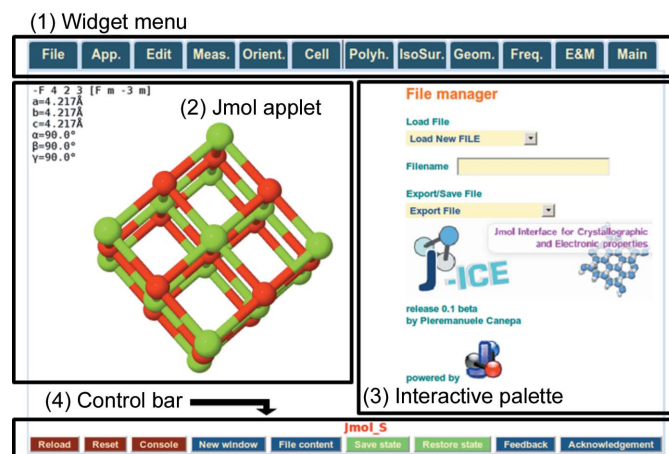 (1) Widget menu
File App. Edit Meas. Orient. Cell Polyh. IsoSur. Geom. Freq. E&M Main
-F 4 2 3 [F m -3 m]
a=4.217Å
b=4.217Å
c=4.217Å
α=90.0°
β=90.0°
γ=90.0°
(2) Jmol applet
File manager
Load File
Load New FILE
Filename
Export/Save File
Export File
Jmol Interface for Crystallographic
and Electronic properties
J-ICE
release 0.1 beta
by Pieremanuele Canepa
powered by
(3) Interactive palette
(4) Control bar
Jmol_S
Reload Reset Console New window File content Save state Restore state Feedback Acknowledgement